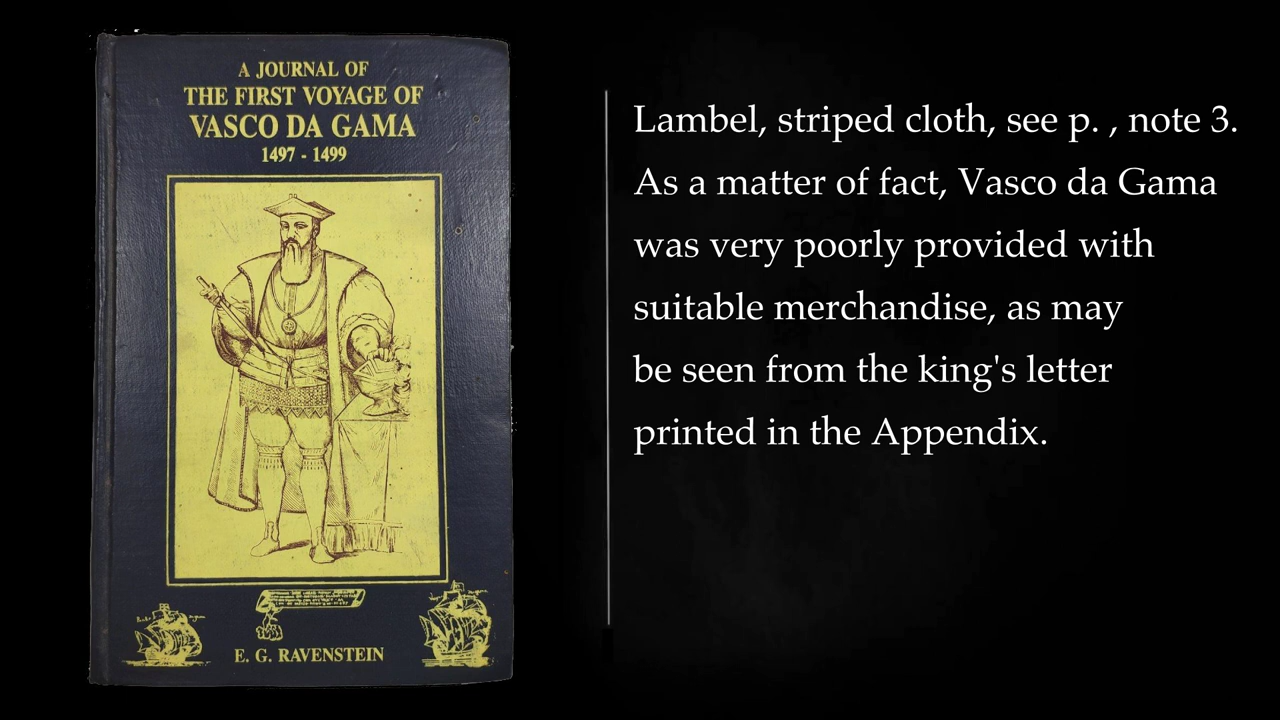 A JOURNAL OF
THE FIRST VOYAGE OF
VASCO DA GAMA
1497 - 1499
E. G. RAVENSTEIN
Lambel, striped cloth, see p. , note 3.
As a matter of fact, Vasco da Gama
was very poorly provided with
suitable merchandise, as may
be seen from the king's letter
printed in the Appendix.